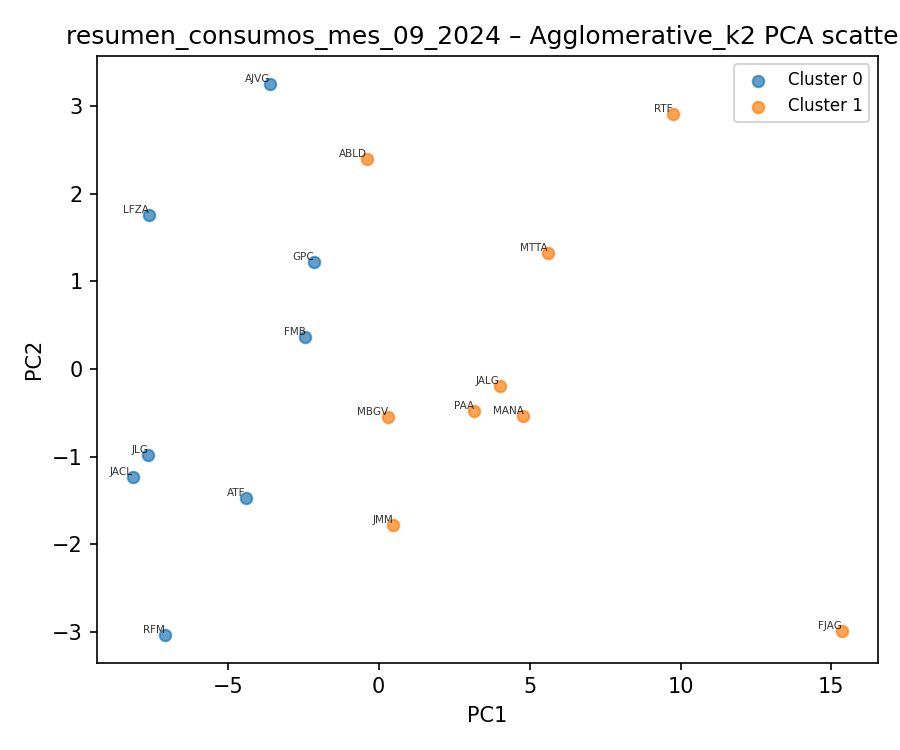 resumen_consumos_mes_09_2024 – Agglomerative_k2 PCA scatte
Cluster 0
Cluster 1
AJVG
RTF
ABLD
LFZA
MTTA
GPC
FMB
JALG
PAA
MANA
MBGV
JLG
JACL
ATF
JMM
RFM
FJAG
3
2
1
0
−1
−2
−3
PC2
−5
0
5
10
15
PC1